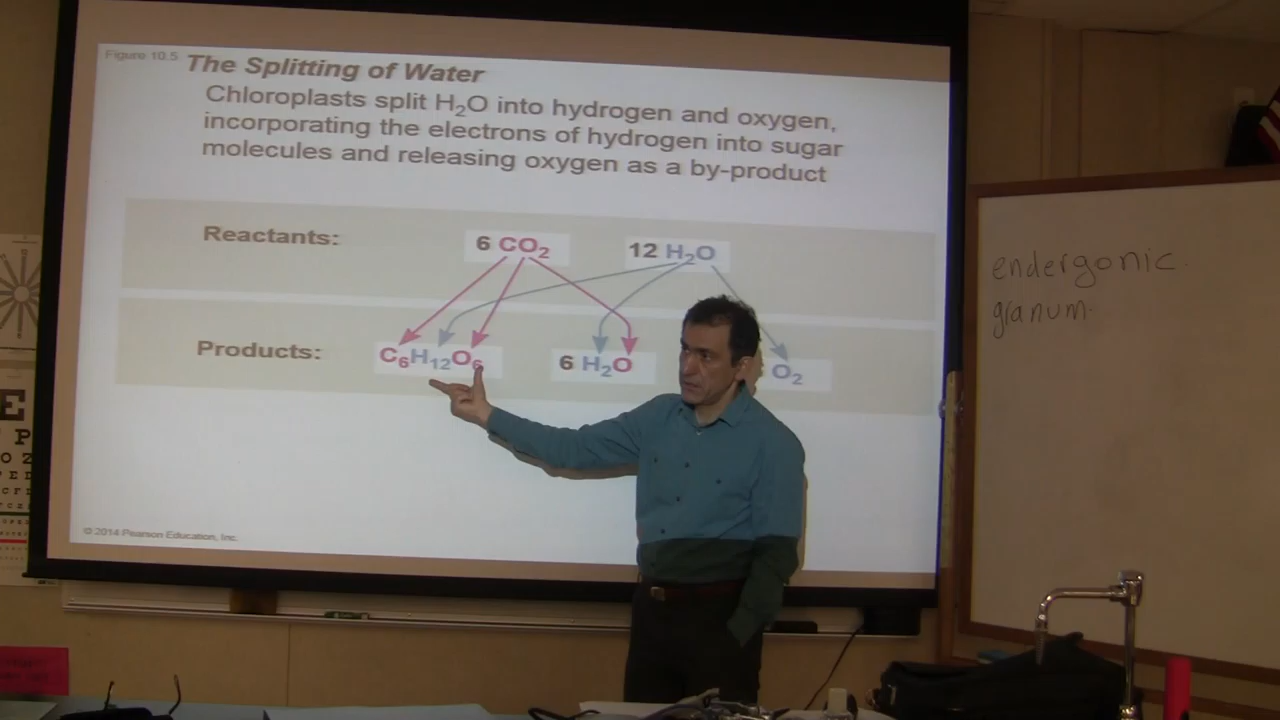 Figure 10.5
The Splitting of Water
Chloroplasts split H₂O into hydrogen and oxygen,
incorporating the electrons of hydrogen into sugar
molecules and releasing oxygen as a by-product
Reactants: 6 CO₂ 12 H₂O
Products: C₆H₁₂O₆ 6 H₂O O₂
© 2014 Pearson Education, Inc.
endergonic
granum
E
P